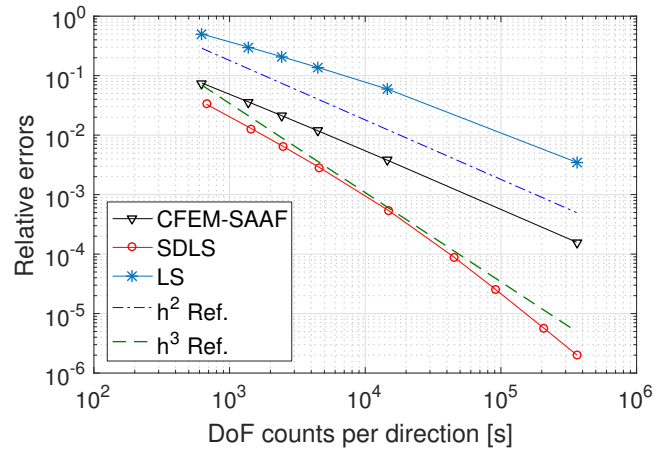 10^0
10^-1
10^-2
10^-3
10^-4
10^-5
10^-6
Relative errors
CFEM-SAAF
SDLS
LS
h^2 Ref.
h^3 Ref.
10^2
10^3
10^4
10^5
10^6
DoF counts per direction [s]